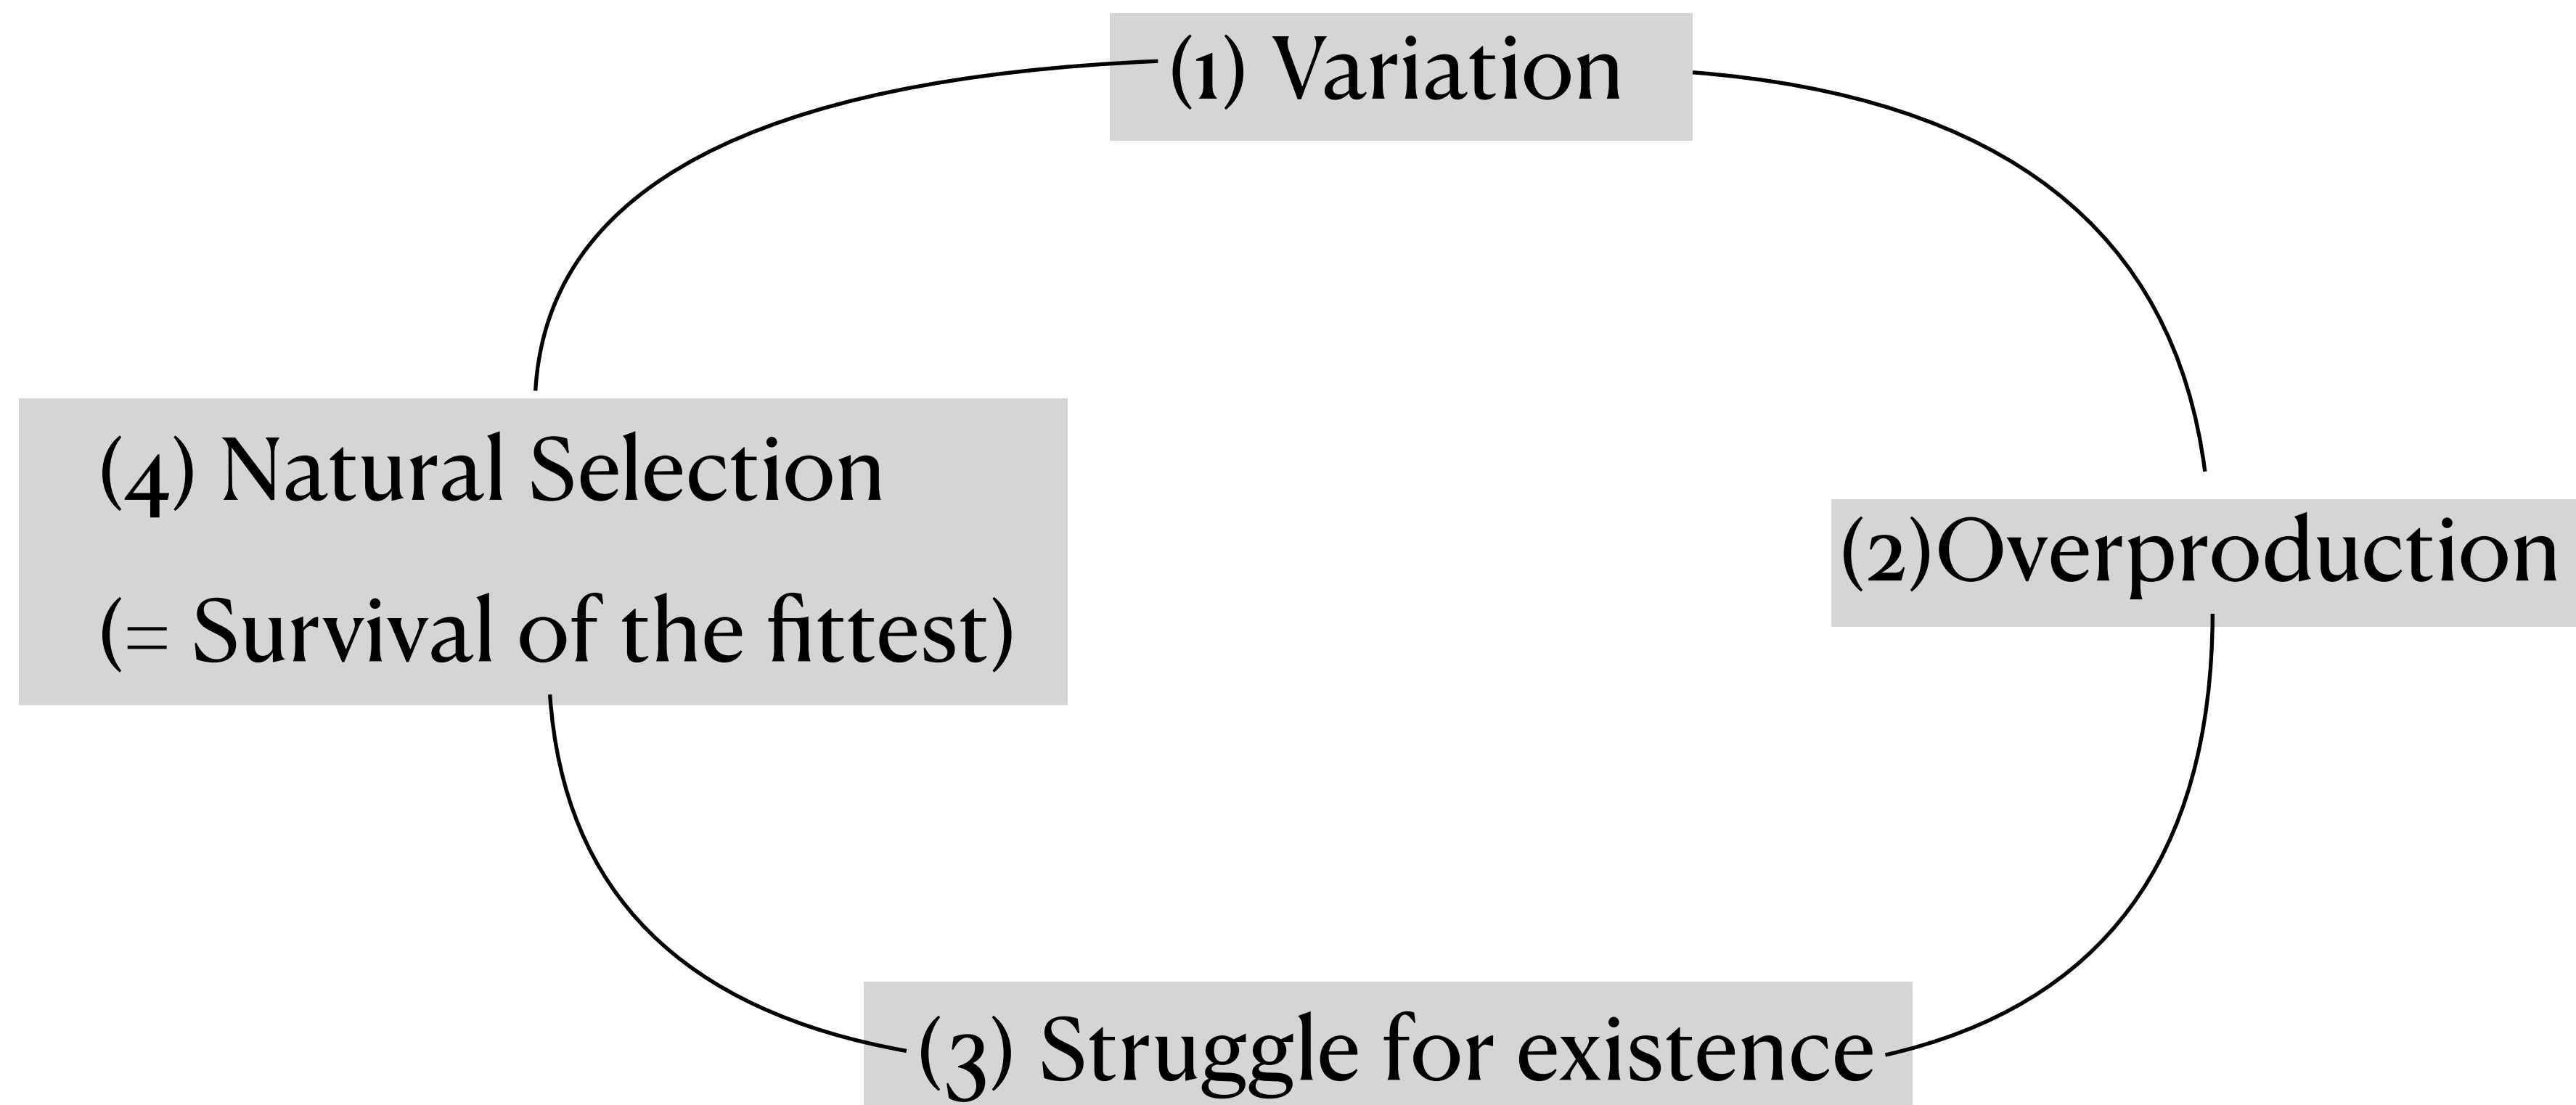 (1) Variation
(4) Natural Selection
(= Survival of the fittest)
(2)Overproduction
(3) Struggle for existence